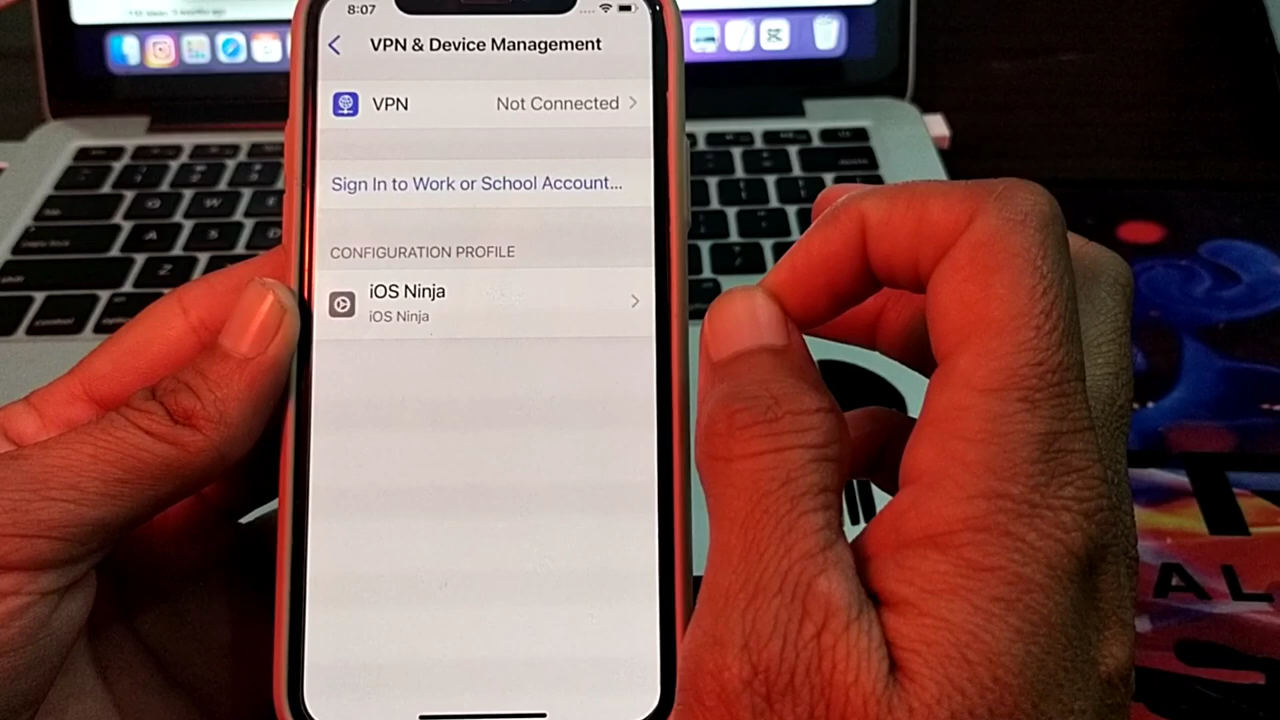 8:07
VPN & Device Management
VPN
Not Connected
Sign In to Work or School Account...
CONFIGURATION PROFILE
iOS Ninja
iOS Ninja
Q
W
A
S
D
Z
AL